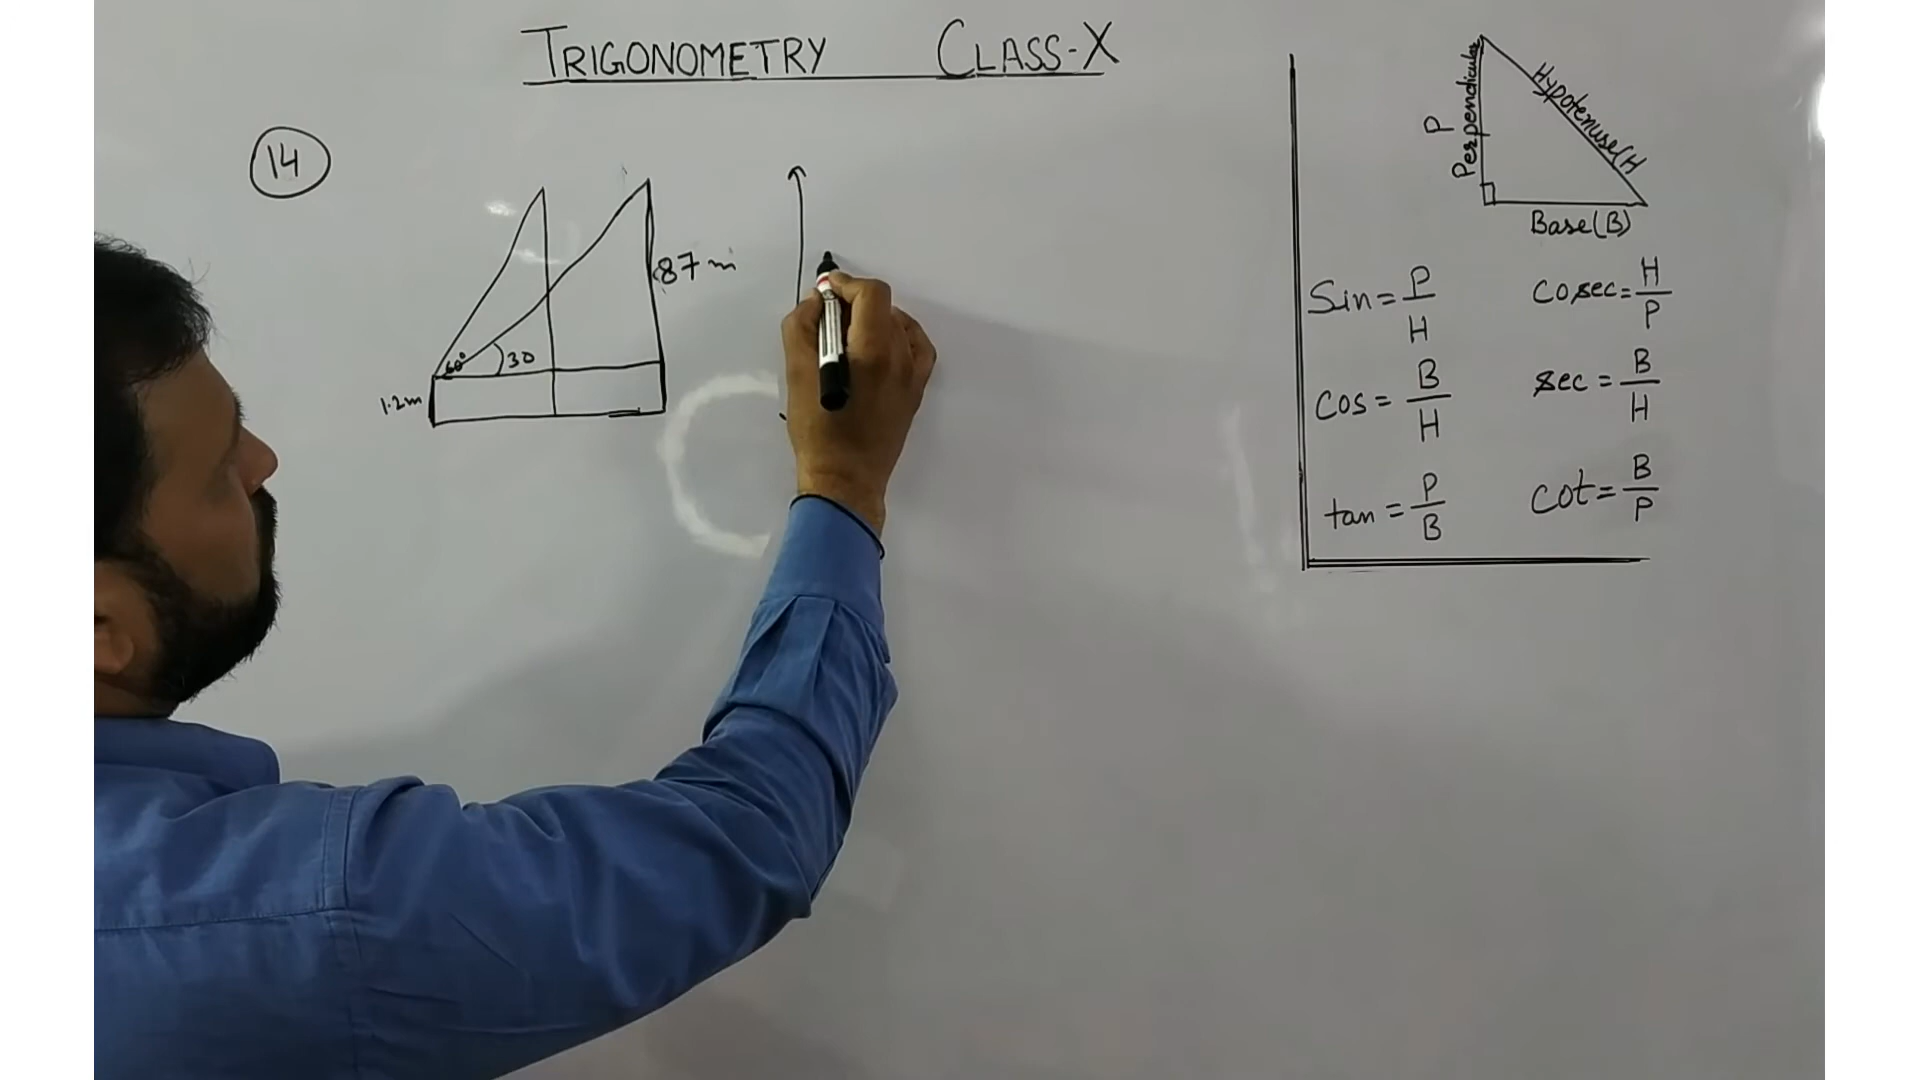 TRIGONOMETRY CLASS-X
14
87 m
60°
30
1.2m
P
Perpendicular
Hypotenuse(H
Base(B)
Sin = P/H
cosec = H/P
cos = B/H
sec = B/H
tan = P/B
cot = B/P